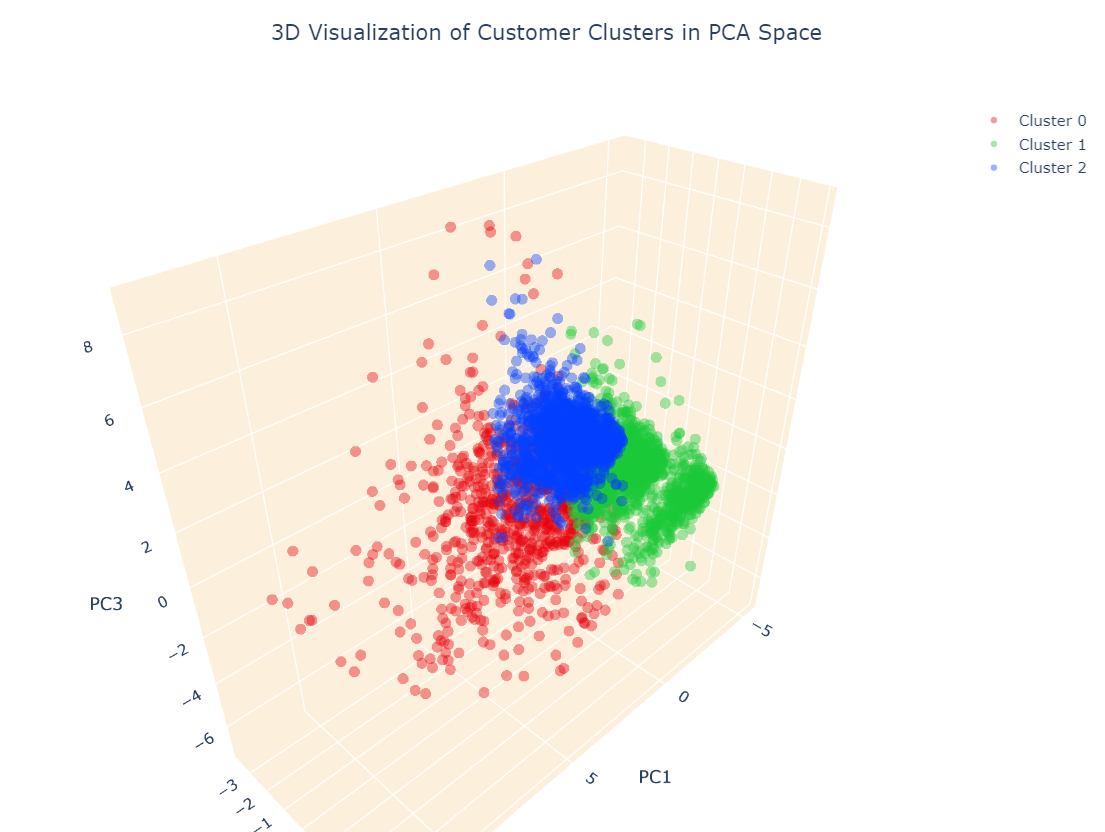 3D Visualization of Customer Clusters in PCA Space
Cluster 0
Cluster 1
Cluster 2
8
6
4
2
PC3
0
−2
−4
−6
−3
−2
−1
−5
0
5
PC1